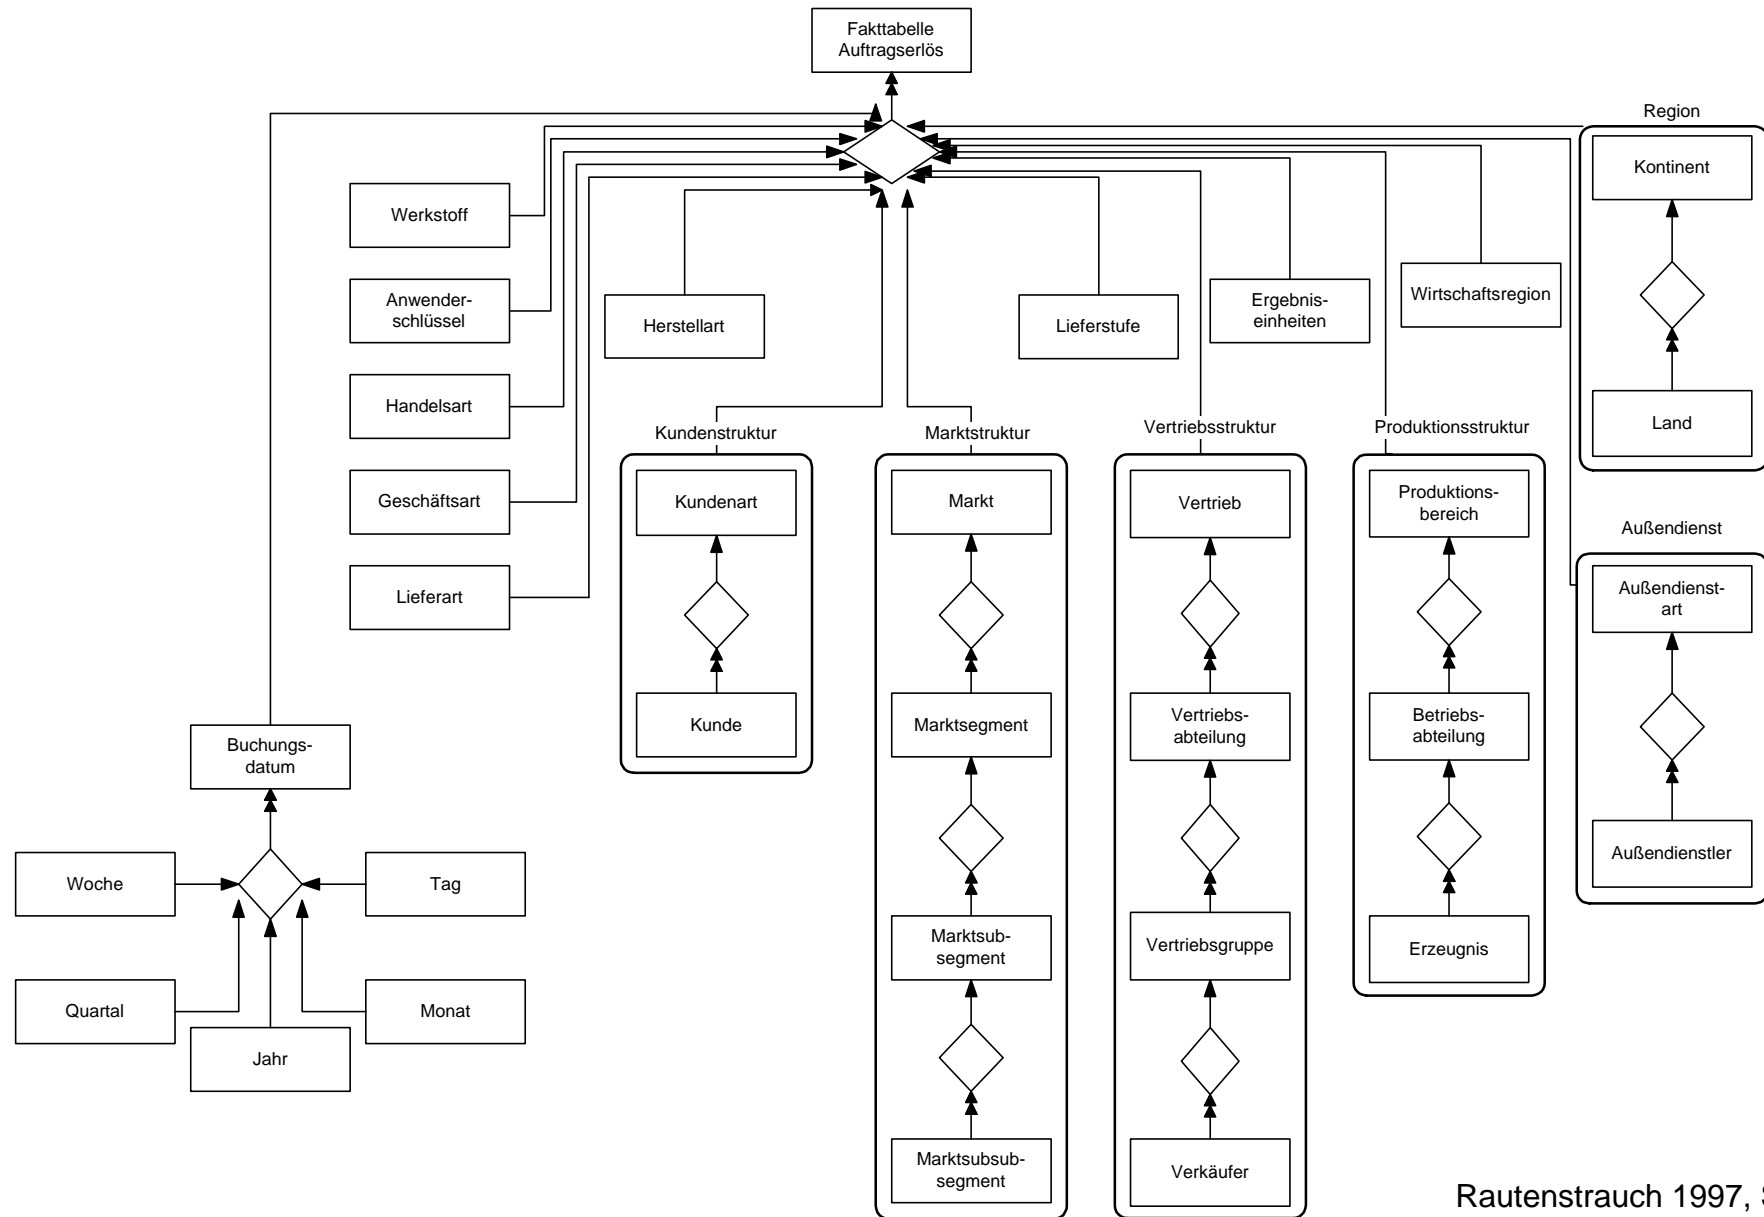 Fakttabelle
Auftragserlös
Region
Kontinent
Werkstoff
Anwender-
schlüssel
Herstellart
Lieferstufe
Ergebnis-
einheiten
Wirtschaftsregion
Handelsart
Land
Kundenstruktur
Marktstruktur
Vertriebsstruktur
Produktionsstruktur
Geschäftsart
Kundenart
Markt
Vertrieb
Produktions-
bereich
Außendienst
Lieferart
Außendienst-
art
Kunde
Marktsegment
Vertriebs-
abteilung
Betriebs-
abteilung
Buchungs-
datum
Außendienstler
Woche
Tag
Marktsub-
segment
Vertriebsgruppe
Erzeugnis
Quartal
Monat
Jahr
Marktsubsub-
segment
Verkäufer
Rautenstrauch 1997,